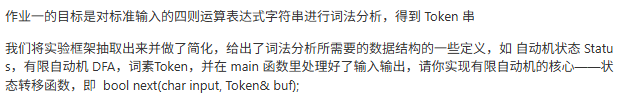 作业一的目标是对标准输入的四则运算表达式字符串进行词法分析，得到 Token 串
我们将实验框架抽取出来并做了简化，给出了词法分析所需要的数据结构的一些定义，如 自动机状态 Statu
s，有限自动机 DFA，词素Token，并在 main 函数里处理好了输入输出，请你实现有限自动机的核心——状
态转移函数，即  bool next(char input, Token& buf);